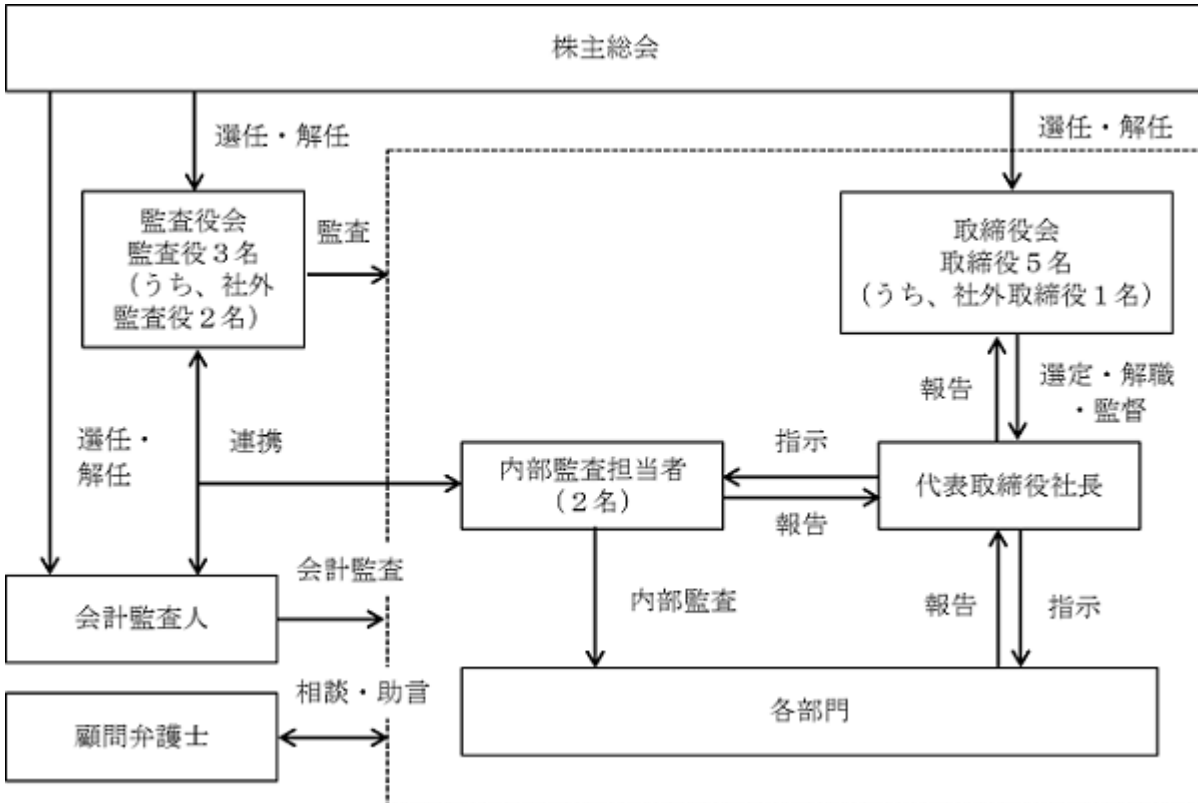 株主総会
選任・解任
選任・解任
監査役会
監査役3名
(うち、社外
監査役2名)
監査
取締役会
取締役5名
(うち、社外取締役1名)
報告
選定・解職
・監督
選任・
解任
連携
内部監査担当者
(2名)
指示
報告
代表取締役社長
会計監査人
会計監査
内部監査
報告
指示
顧問弁護士
相談・助言
各部門